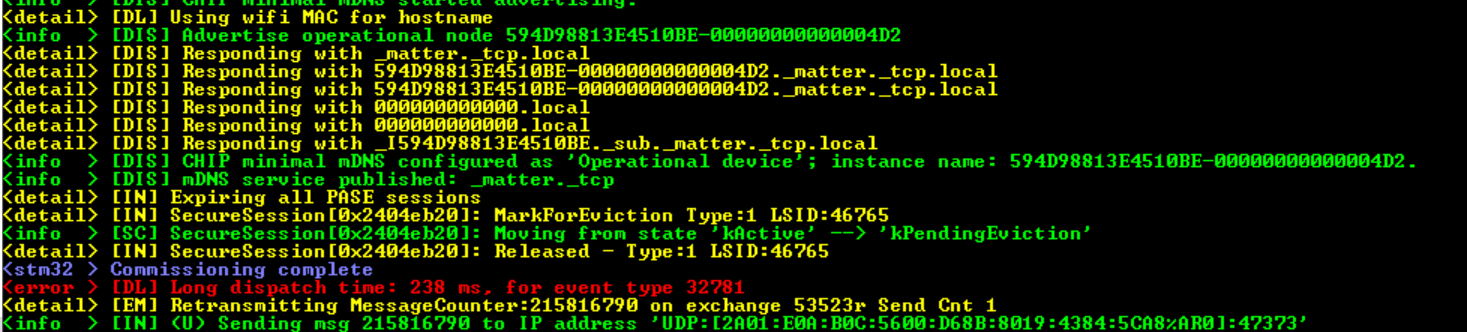 <info  > [DIS] CHIP minimal mDNS started advertising.
<detail> [DL] Using wifi MAC for hostname
<info  > [DIS] Advertise operational node 594D98813E4510BE-00000000000004D2
<detail> [DIS] Responding with _matter._tcp.local
<detail> [DIS] Responding with 594D98813E4510BE-00000000000004D2._matter._tcp.local
<detail> [DIS] Responding with 594D98813E4510BE-00000000000004D2._matter._tcp.local
<detail> [DIS] Responding with 000000000000.local
<detail> [DIS] Responding with 000000000000.local
<detail> [DIS] Responding with _I594D98813E4510BE._sub._matter._tcp.local
<info  > [DIS] CHIP minimal mDNS configured as 'Operational device'; instance name: 594D98813E4510BE-00000000000004D2.
<info  > [DIS] mDNS service published: _matter._tcp
<detail> [IN] Expiring all PASE sessions
<detail> [IN] SecureSession[0x2404eb20]: MarkForEviction Type:1 LSID:46765
<info  > [SC] SecureSession[0x2404eb20]: Moving from state 'kActive' --> 'kPendingEviction'
<detail> [IN] SecureSession[0x2404eb20]: Released - Type:1 LSID:46765
<stm32 > Commissioning complete
<error > [DL] Long dispatch time: 238 ms, for event type 32781
<detail> [EM] Retransmitting MessageCounter:215816790 on exchange 53523r Send Cnt 1
<info  > [IN] (U) Sending msg 215816790 to IP address 'UDP:[2A01:E0A:B0C:5600:D68B:8019:4384:5CA8%AR0]:47373'